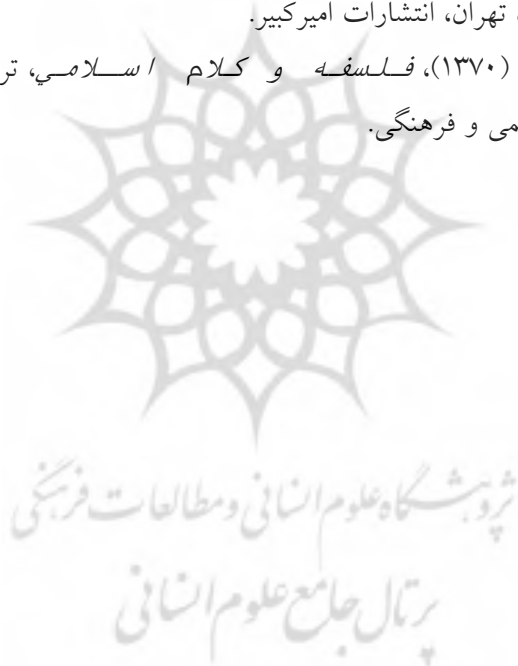 تهران، انتشارات امیرکبیر.
(۱۳۷۰)، فلسفه و کلام اسلامی، تر
می و فرهنگی.
پژوهشگاه علوم انسانی و مطالعات فرهنگی
پرتال جامع علوم انسانی